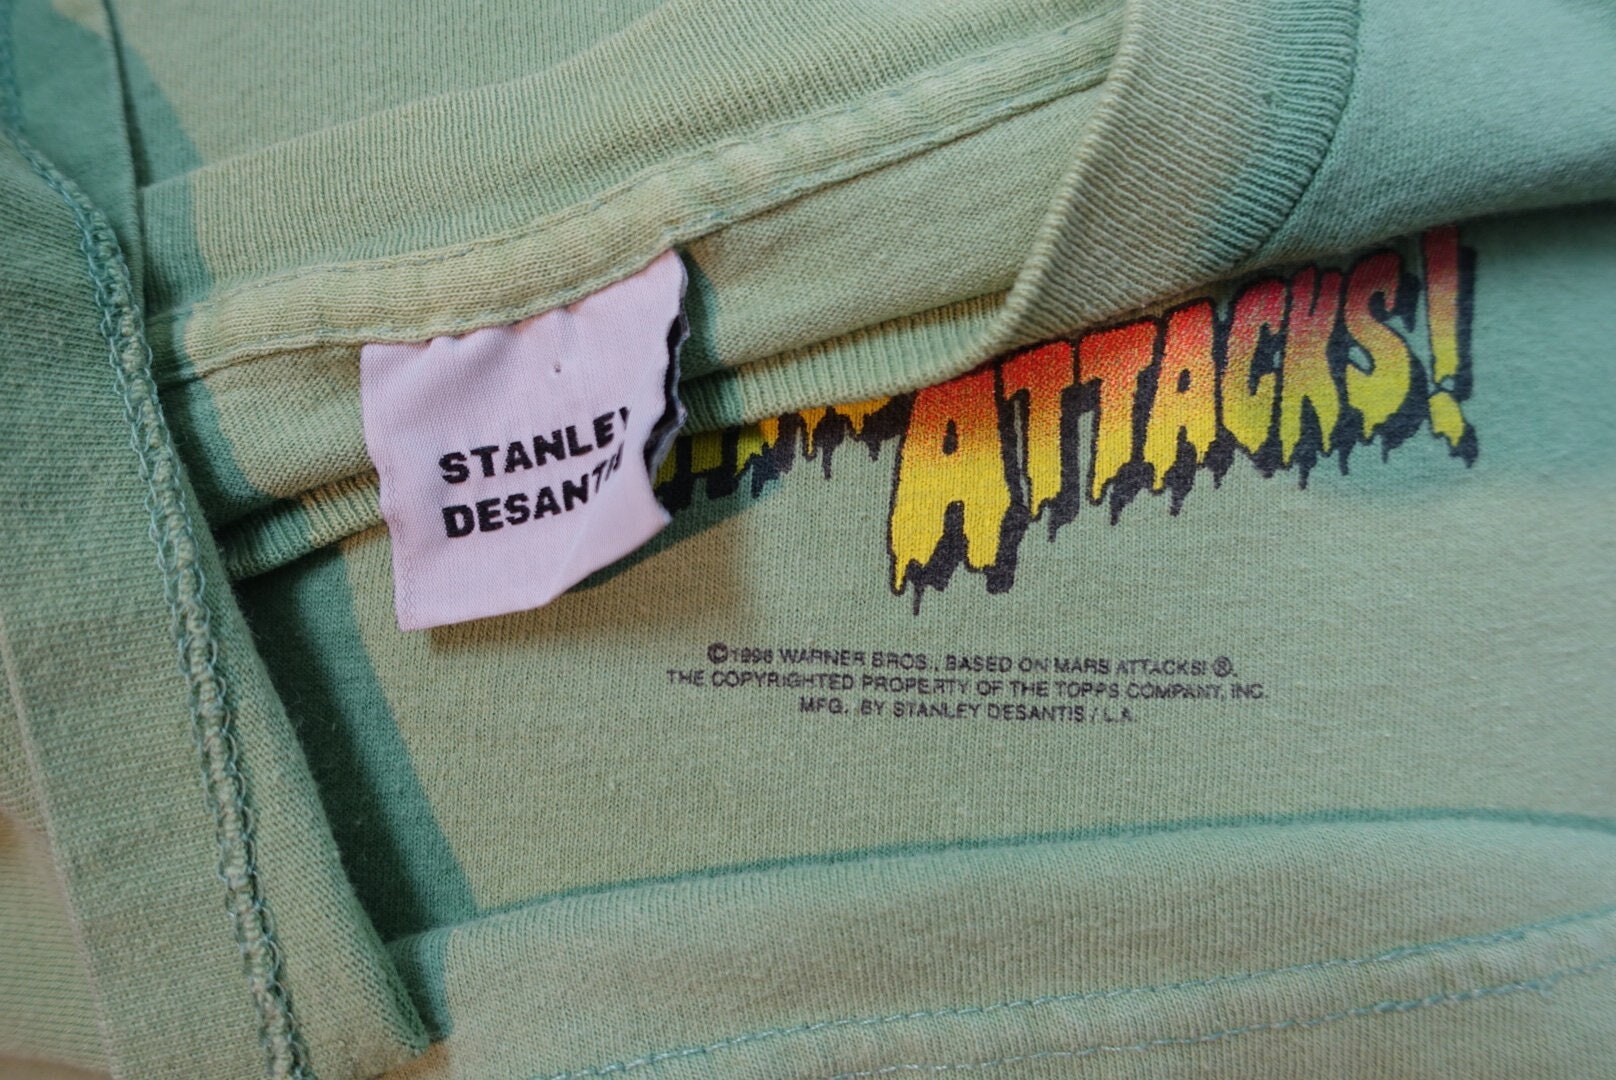 STANLEY
DESANTIS
ATTACKS!
©1996 WARNER BROS., BASED ON MARS ATTACKS! ®.
THE COPYRIGHTED PROPERTY OF THE TOPPS COMPANY, INC.
MFG. BY STANLEY DESANTIS / L.A.